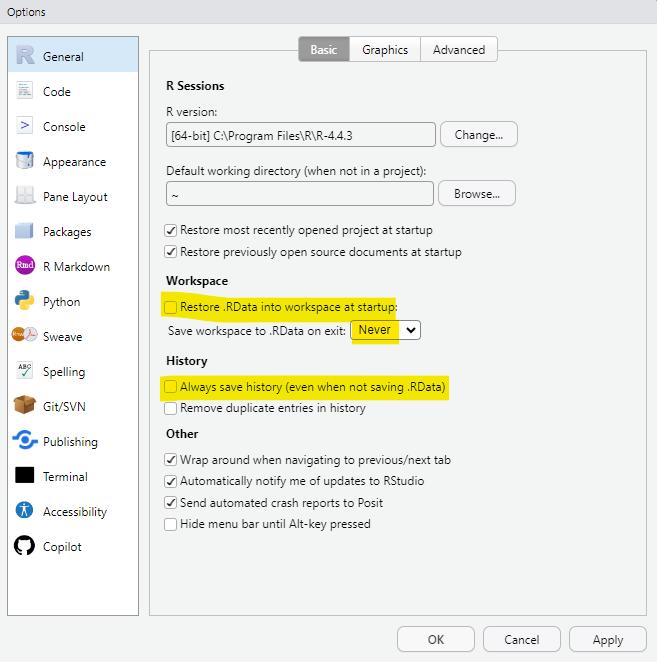 Options
General
Code
Console
Appearance
Pane Layout
Packages
Rmd R Markdown
Python
Sweave
ABC Spelling
Git/SVN
Publishing
Terminal
Accessibility
Copilot
Basic Graphics Advanced
R Sessions
R version:
[64-bit] C:\Program Files\R\R-4.4.3 Change...
Default working directory (when not in a project):
~ Browse...
Restore most recently opened project at startup
Restore previously open source documents at startup
Workspace
Restore .RData into workspace at startup:
Save workspace to .RData on exit: Never
History
Always save history (even when not saving .RData)
Remove duplicate entries in history
Other
Wrap around when navigating to previous/next tab
Automatically notify me of updates to RStudio
Send automated crash reports to Posit
Hide menu bar until Alt-key pressed
OK Cancel Apply